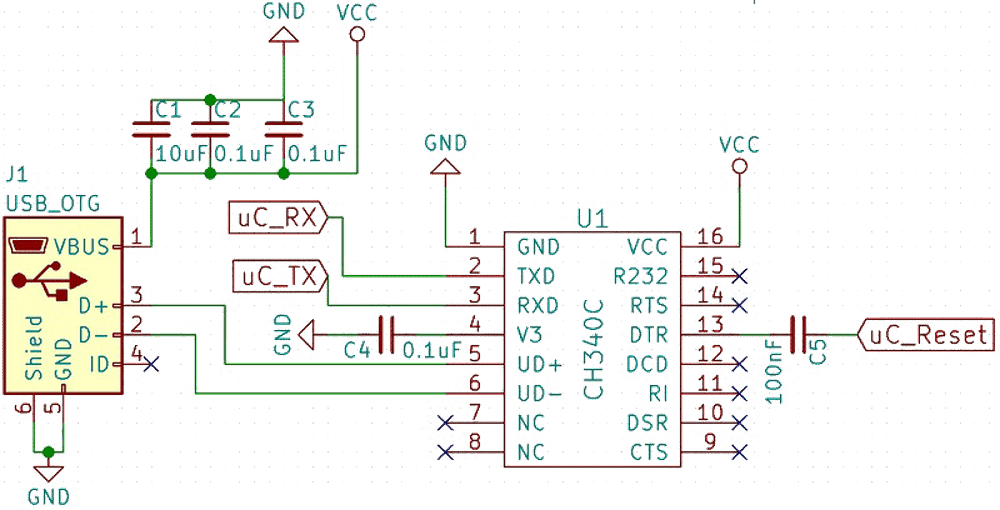 GND VCC
C1 C2 C3
10uF 0.1uF 0.1uF
J1
USB_OTG
VBUS 1
D+ 3
D- 2
ID 4
Shield
GND
6 5
GND
uC_RX
uC_TX
GND
GND
C4 0.1uF
U1
CH340C
1 GND
2 TXD
3 RXD
4 V3
5 UD+
6 UD-
7 NC
8 NC
VCC
VCC 16
R232 15
RTS 14
DTR 13
DCD 12
RI 11
DSR 10
CTS 9
100nF
C5
uC_Reset